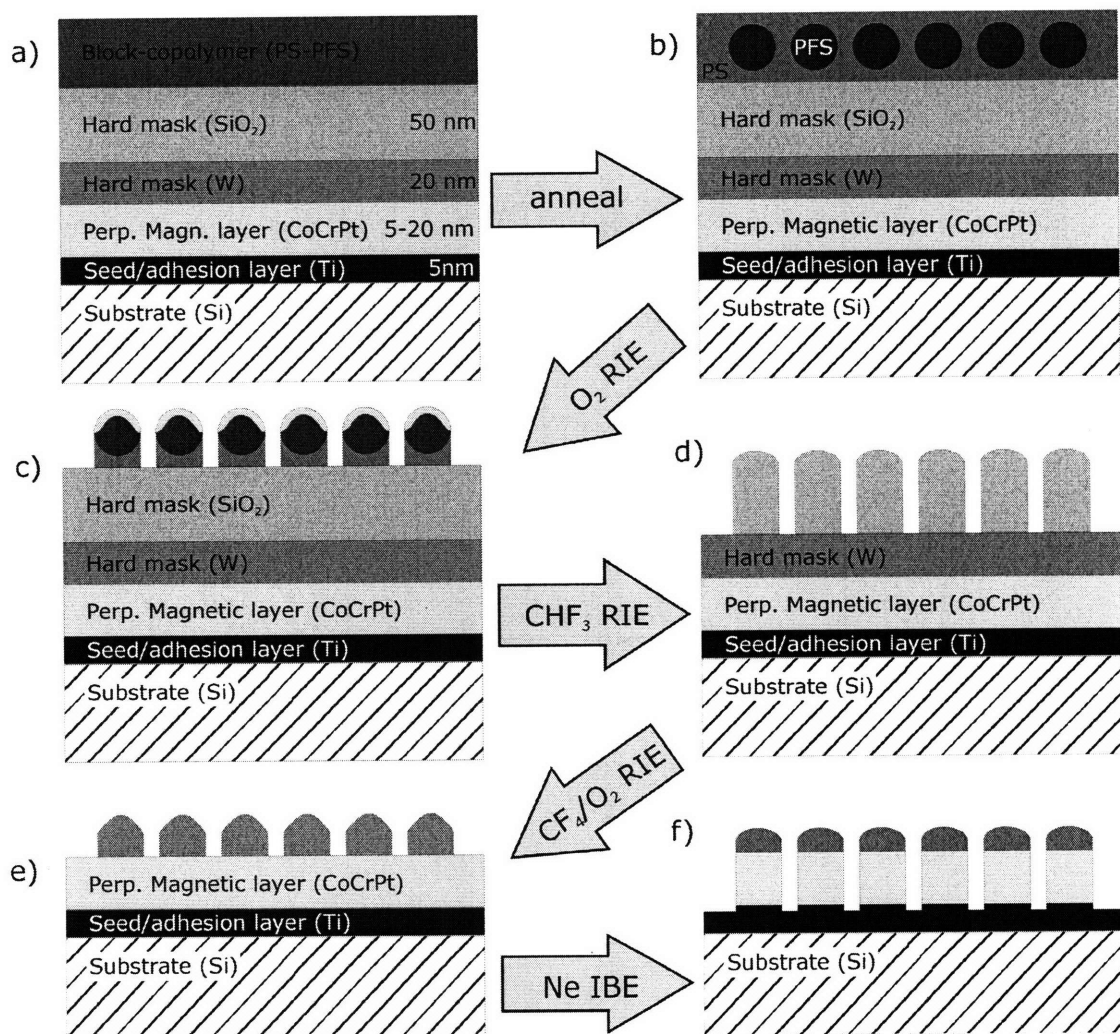 a)
Block-copolymer (PS-PFS)
Hard mask (SiO₂) 50 nm
Hard mask (W) 20 nm
Perp. Magn. layer (CoCrPt) 5-20 nm
Seed/adhesion layer (Ti) 5nm
Substrate (Si)
anneal
b)
PS PFS
Hard mask (SiO₂)
Hard mask (W)
Perp. Magnetic layer (CoCrPt)
Seed/adhesion layer (Ti)
Substrate (Si)
O₂ RIE
c)
Hard mask (SiO₂)
Hard mask (W)
Perp. Magnetic layer (CoCrPt)
Seed/adhesion layer (Ti)
Substrate (Si)
CHF₃ RIE
d)
Hard mask (W)
Perp. Magnetic layer (CoCrPt)
Seed/adhesion layer (Ti)
Substrate (Si)
CF₄/O₂ RIE
e)
Perp. Magnetic layer (CoCrPt)
Seed/adhesion layer (Ti)
Substrate (Si)
Ne IBE
f)
Substrate (Si)